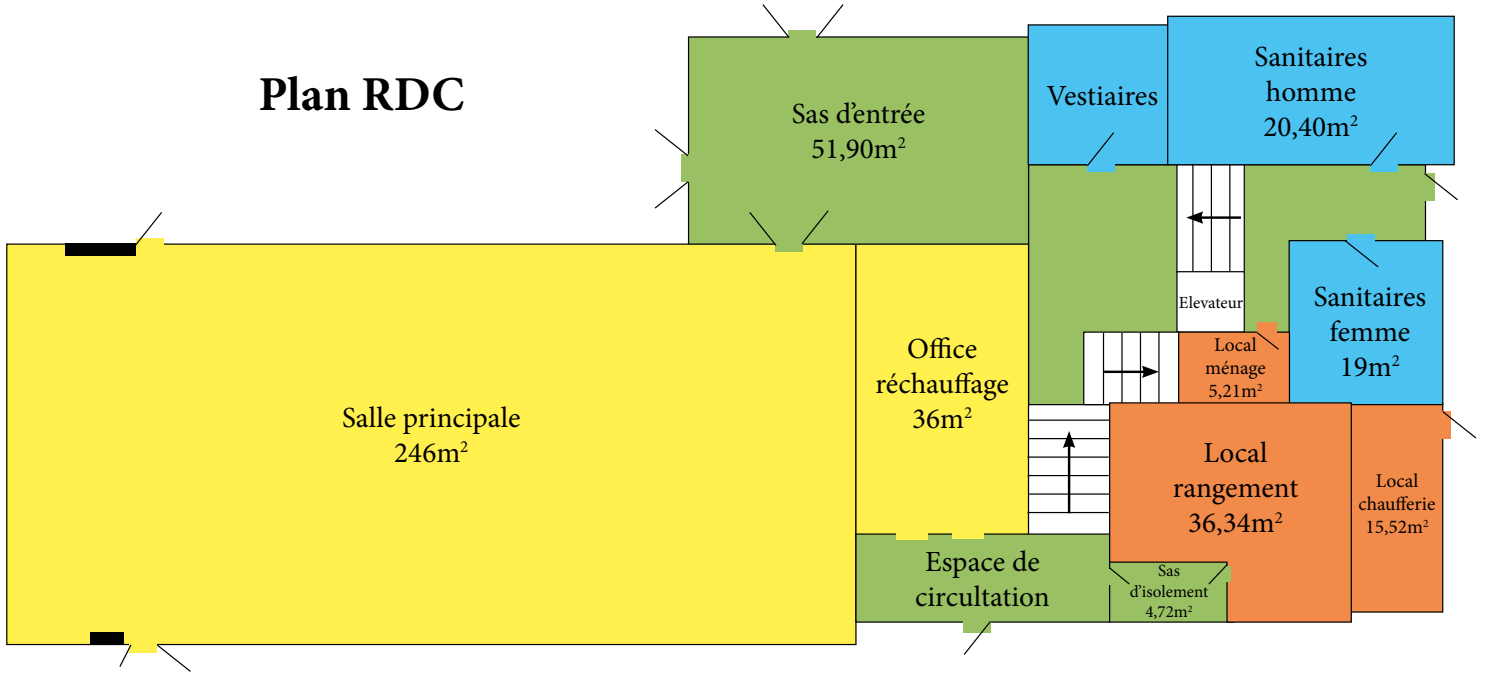 Plan RDC
Sas d'entrée
51,90m²
Vestiaires
Sanitaires
homme
20,40m²
Elevateur
Sanitaires
femme
19m²
Local
ménage
5,21m²
Office
réchauffage
36m²
Salle principale
246m²
Local
rangement
36,34m²
Local
chaufferie
15,52m²
Espace de
circultation
Sas
d'isolement
4,72m²